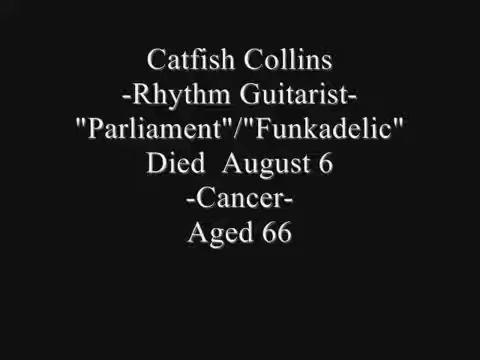 Catfish Collins
-Rhythm Guitarist-
"Parliament"/"Funkadelic"
Died  August 6
-Cancer-
Aged 66